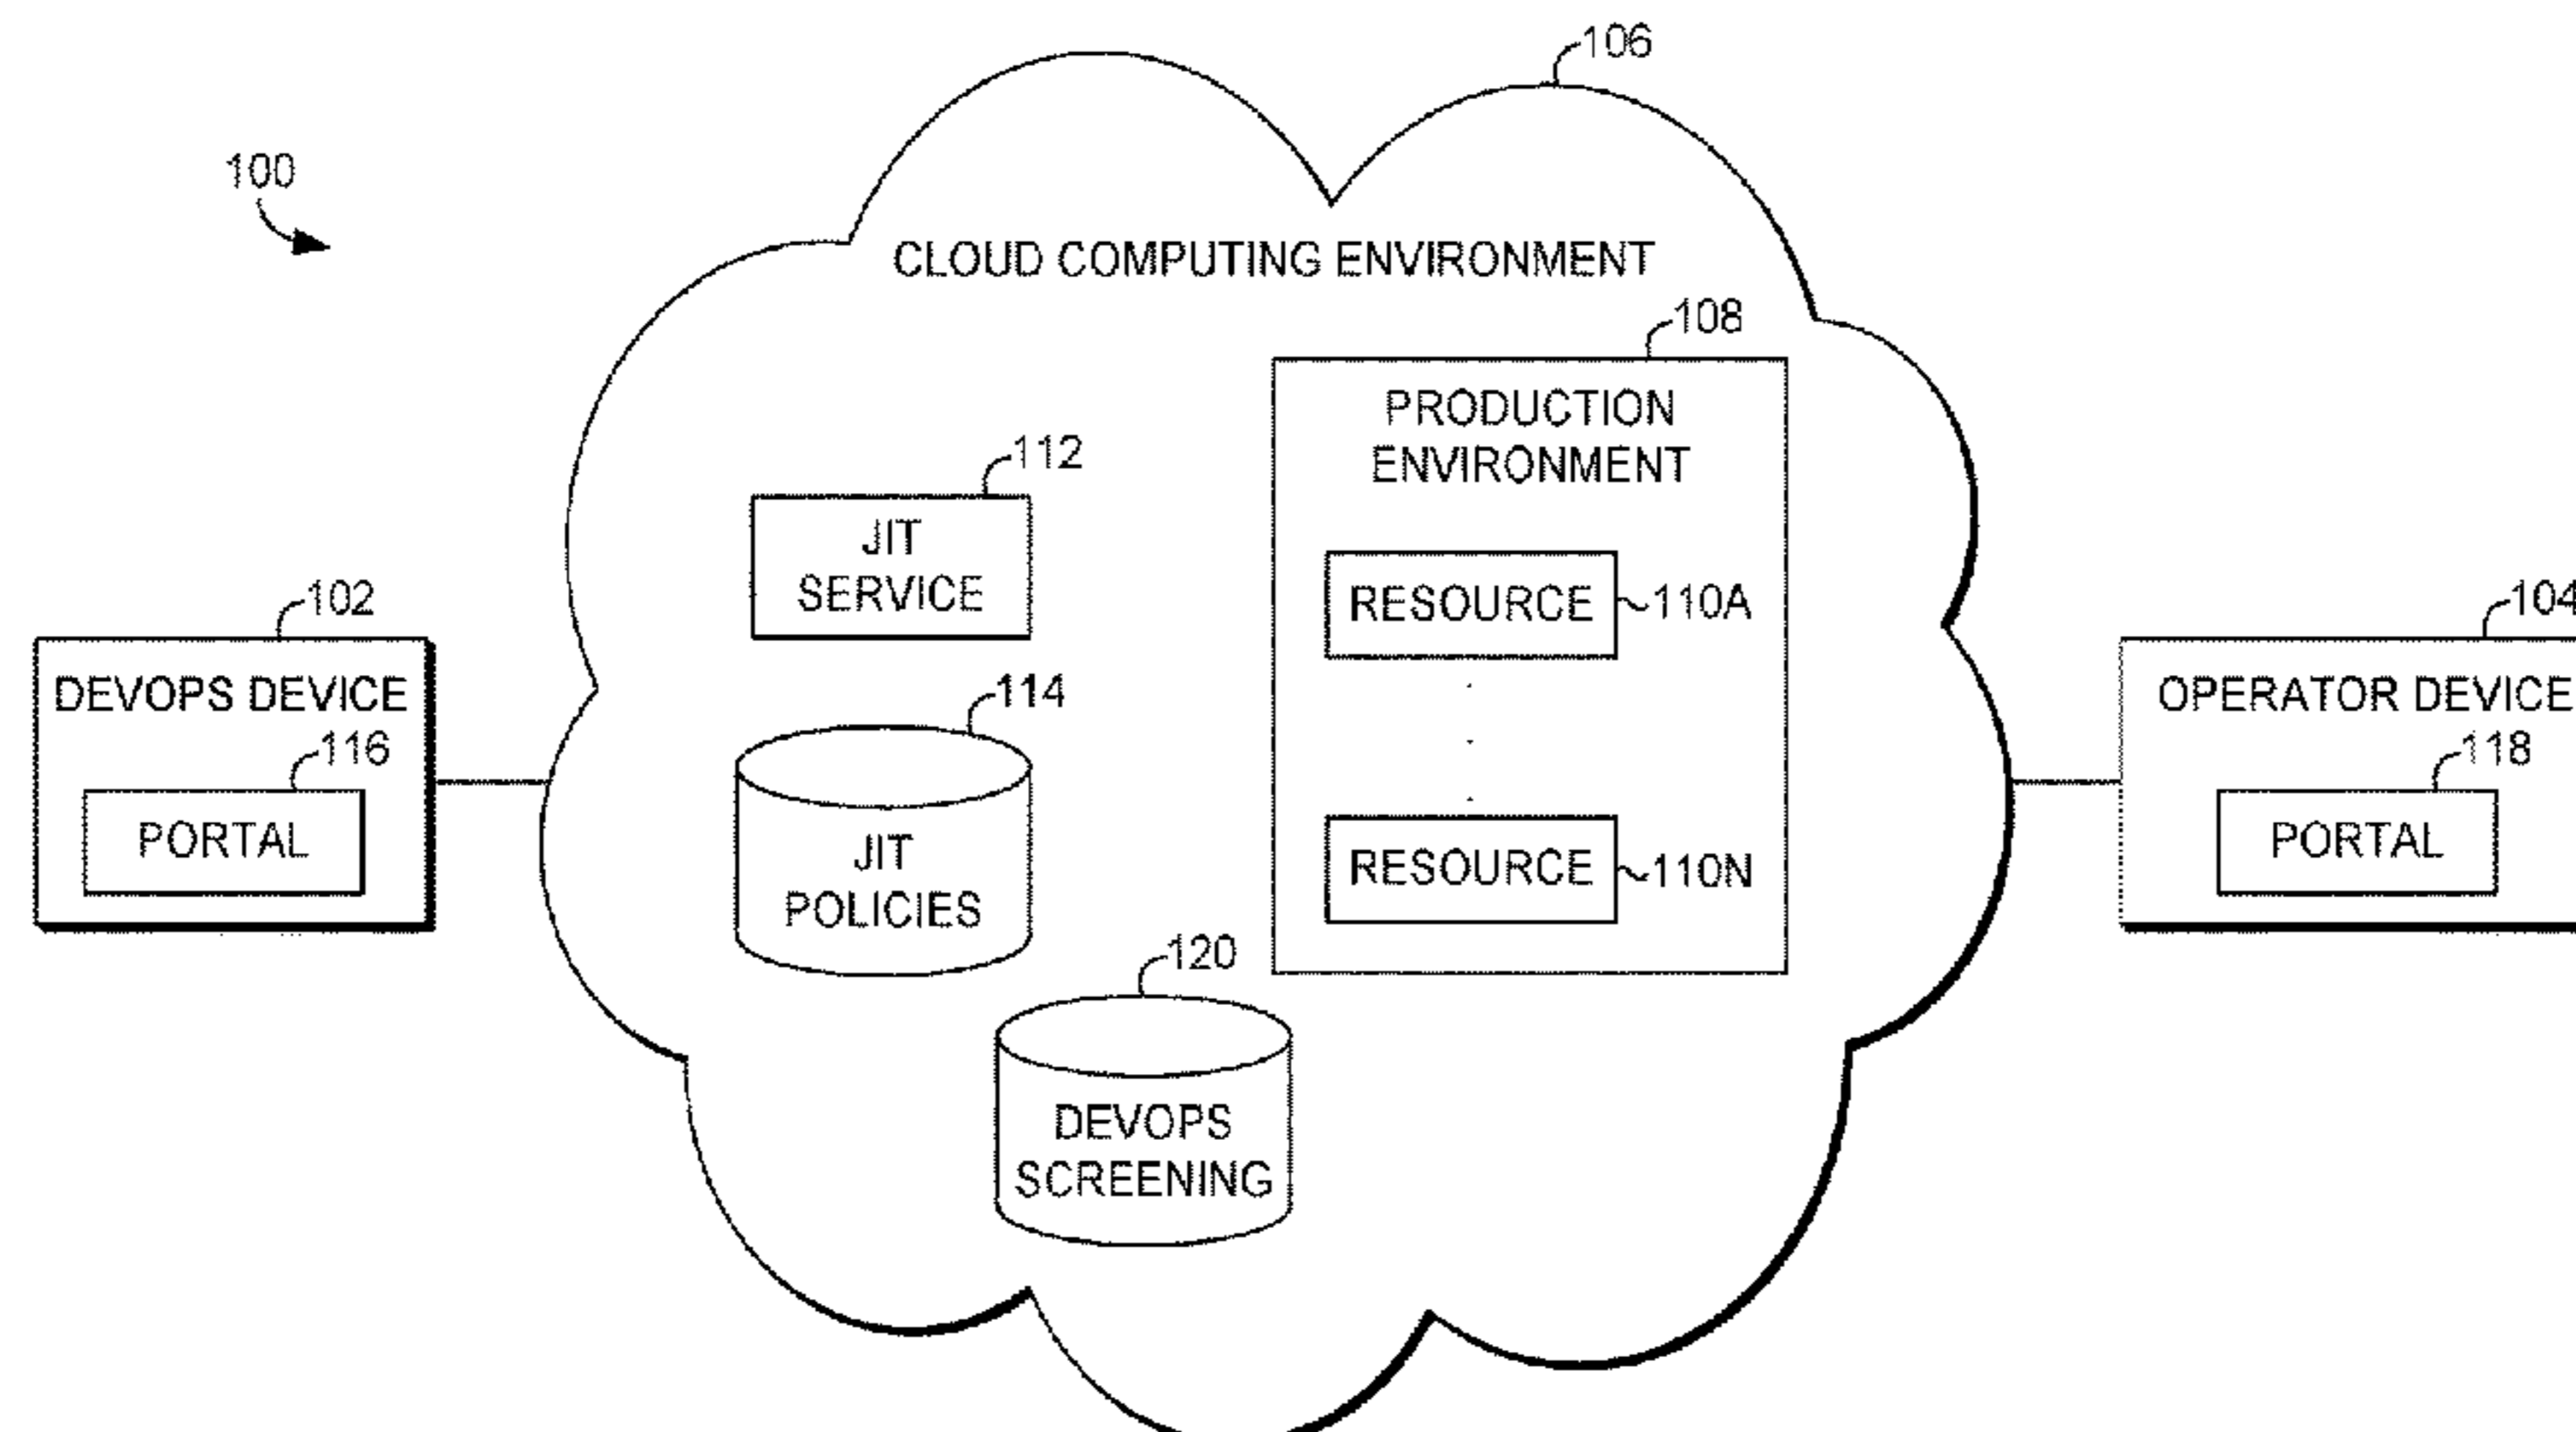 106
100
CLOUD COMPUTING ENVIRONMENT
108
PRODUCTION
ENVIRONMENT
112
JIT
SERVICE
RESOURCE
110A
102
DEVOPS DEVICE
116
PORTAL
114
JIT
POLICIES
RESOURCE
110N
104
OPERATOR DEVICE
118
PORTAL
120
DEVOPS
SCREENING